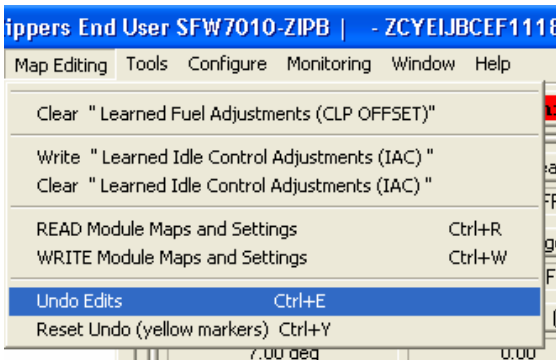 ippers End User SFW7010-ZIPB |   - ZCYEIJBCEF1118
Map Editing Tools Configure Monitoring Window Help
Clear " Learned Fuel Adjustments (CLP OFFSET)"
Write " Learned Idle Control Adjustments (IAC) "
Clear " Learned Idle Control Adjustments (IAC) "
READ Module Maps and Settings Ctrl+R
WRITE Module Maps and Settings Ctrl+W
Undo Edits Ctrl+E
Reset Undo (yellow markers) Ctrl+Y
7.00 deg 0.00